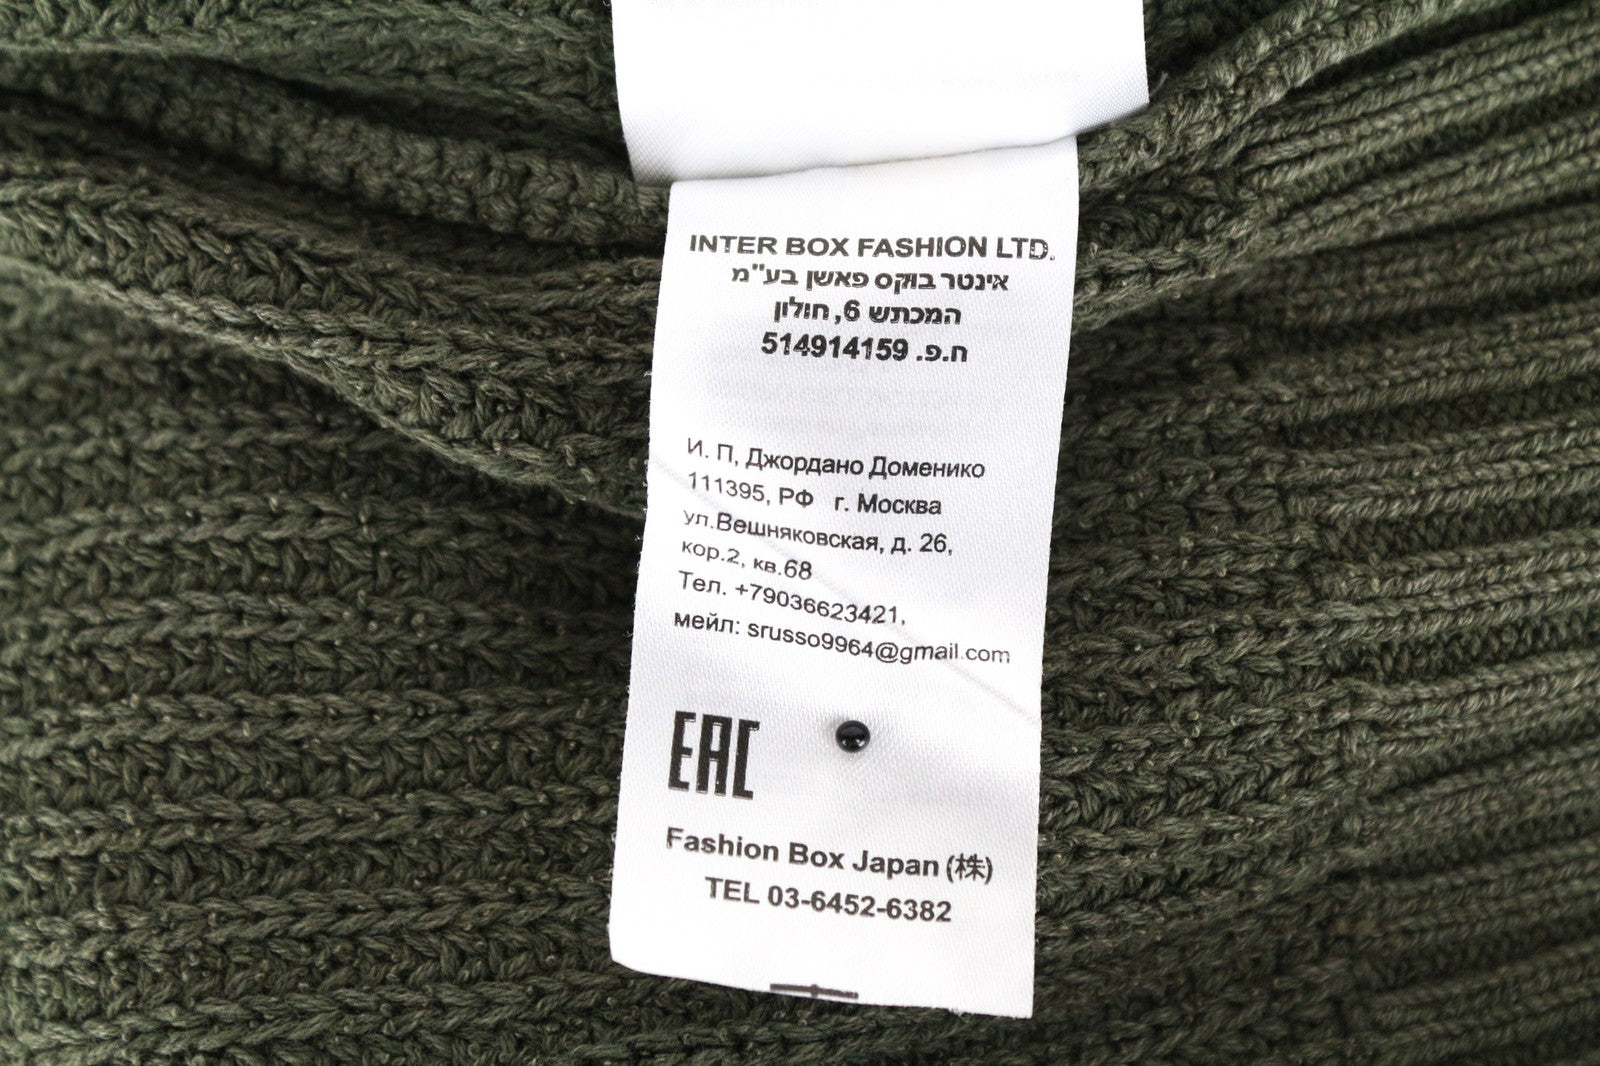 INTER BOX FASHION LTD.
אינטר בוקס פאשן בע"מ
המכתש 6, חולון
ח.פ. 514914159
И. П, Джордано Доменико
111395, РФ г. Москва
ул.Вешняковская, д. 26,
кор.2, кв.68
Тел. +79036623421,
мейл: srusso9964@gmail.com
EAC
Fashion Box Japan (株)
TEL 03-6452-6382